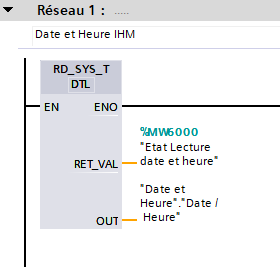 Réseau 1 : .....
Date et Heure IHM
RD_SYS_T
DTL
EN ENO
%MW6000
"Etat Lecture
RET_VAL date et heure"
"Date et
Heure"."Date /
OUT Heure"